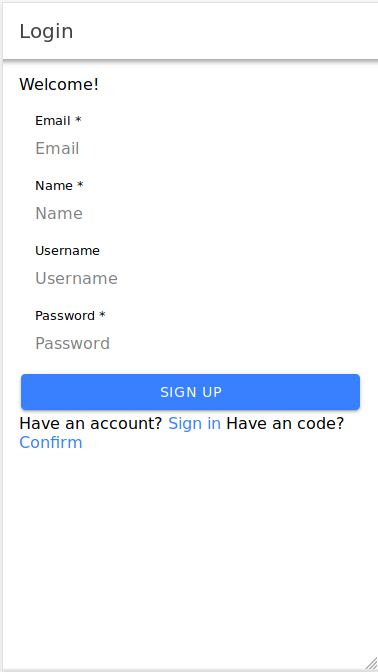 Login
Welcome!
Email *
Email
Name *
Name
Username
Username
Password *
Password
SIGN UP
Have an account? Sign in Have an code?
Confirm